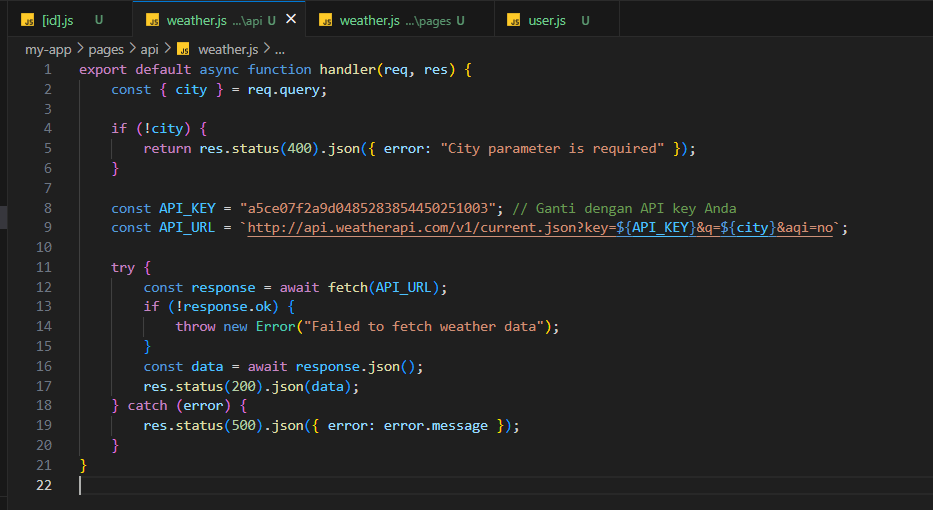 JS [id].js U JS weather.js ...\api U × JS weather.js ...\pages U JS user.js U
my-app > pages > api > JS weather.js > ...
1 export default async function handler(req, res) {
2 const { city } = req.query;
3
4 if (!city) {
5 return res.status(400).json({ error: "City parameter is required" });
6 }
7
8 const API_KEY = "a5ce07f2a9d0485283854450251003"; // Ganti dengan API key Anda
9 const API_URL = `http://api.weatherapi.com/v1/current.json?key=${API_KEY}&q=${city}&aqi=no`;
10
11 try {
12 const response = await fetch(API_URL);
13 if (!response.ok) {
14 throw new Error("Failed to fetch weather data");
15 }
16 const data = await response.json();
17 res.status(200).json(data);
18 } catch (error) {
19 res.status(500).json({ error: error.message });
20 }
21 }
22